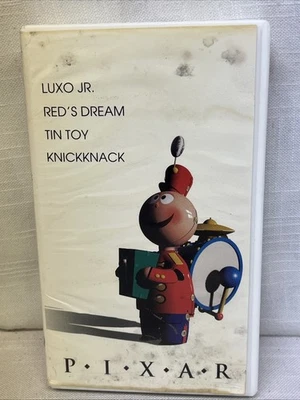 LUXO JR.
RED'S DREAM
TIN TOY
KNICKKNACK
P·I·X·A·R